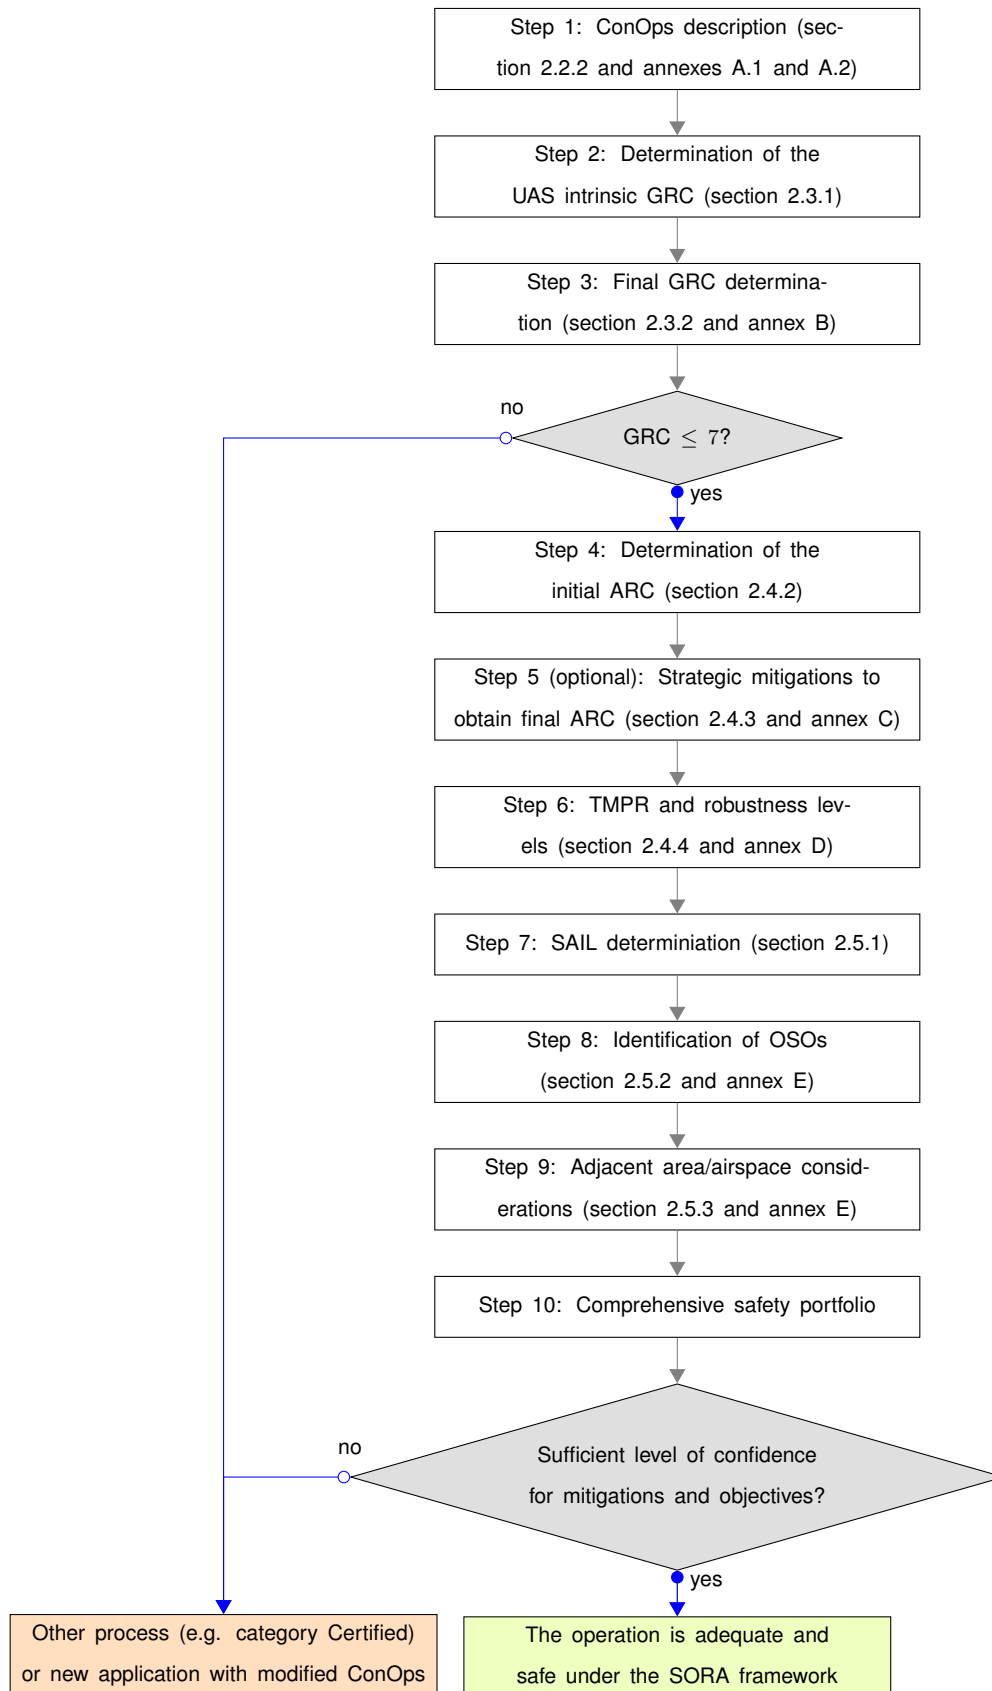 Step 1: ConOps description (sec-
tion 2.2.2 and annexes A.1 and A.2)
Step 2: Determination of the
UAS intrinsic GRC (section 2.3.1)
Step 3: Final GRC determina-
tion (section 2.3.2 and annex B)
no
GRC ≤ 7?
yes
Step 4: Determination of the
initial ARC (section 2.4.2)
Step 5 (optional): Strategic mitigations to
obtain final ARC (section 2.4.3 and annex C)
Step 6: TMPR and robustness lev-
els (section 2.4.4 and annex D)
Step 7: SAIL determiniation (section 2.5.1)
Step 8: Identification of OSOs
(section 2.5.2 and annex E)
Step 9: Adjacent area/airspace consid-
erations (section 2.5.3 and annex E)
Step 10: Comprehensive safety portfolio
no
Sufficient level of confidence
for mitigations and objectives?
yes
Other process (e.g. category Certified)
or new application with modified ConOps
The operation is adequate and
safe under the SORA framework